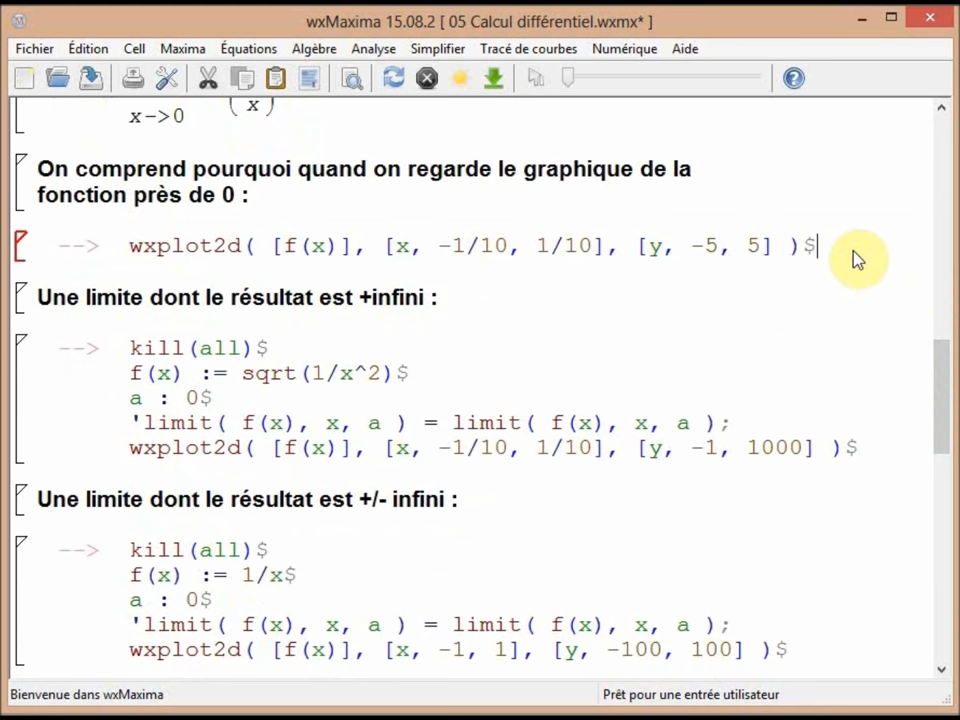 wxMaxima 15.08.2 [ 05 Calcul différentiel.wxmx* ]
Fichier Édition Cell Maxima Équations Algèbre Analyse Simplifier Tracé de courbes Numérique Aide
( x )
x->0
On comprend pourquoi quand on regarde le graphique de la
fonction près de 0 :
--> wxplot2d( [f(x)], [x, -1/10, 1/10], [y, -5, 5] )$
Une limite dont le résultat est +infini :
--> kill(all)$
f(x) := sqrt(1/x^2)$
a : 0$
'limit( f(x), x, a ) = limit( f(x), x, a );
wxplot2d( [f(x)], [x, -1/10, 1/10], [y, -1, 1000] )$
Une limite dont le résultat est +/- infini :
--> kill(all)$
f(x) := 1/x$
a : 0$
'limit( f(x), x, a ) = limit( f(x), x, a );
wxplot2d( [f(x)], [x, -1, 1], [y, -100, 100] )$
Bienvenue dans wxMaxima Prêt pour une entrée utilisateur